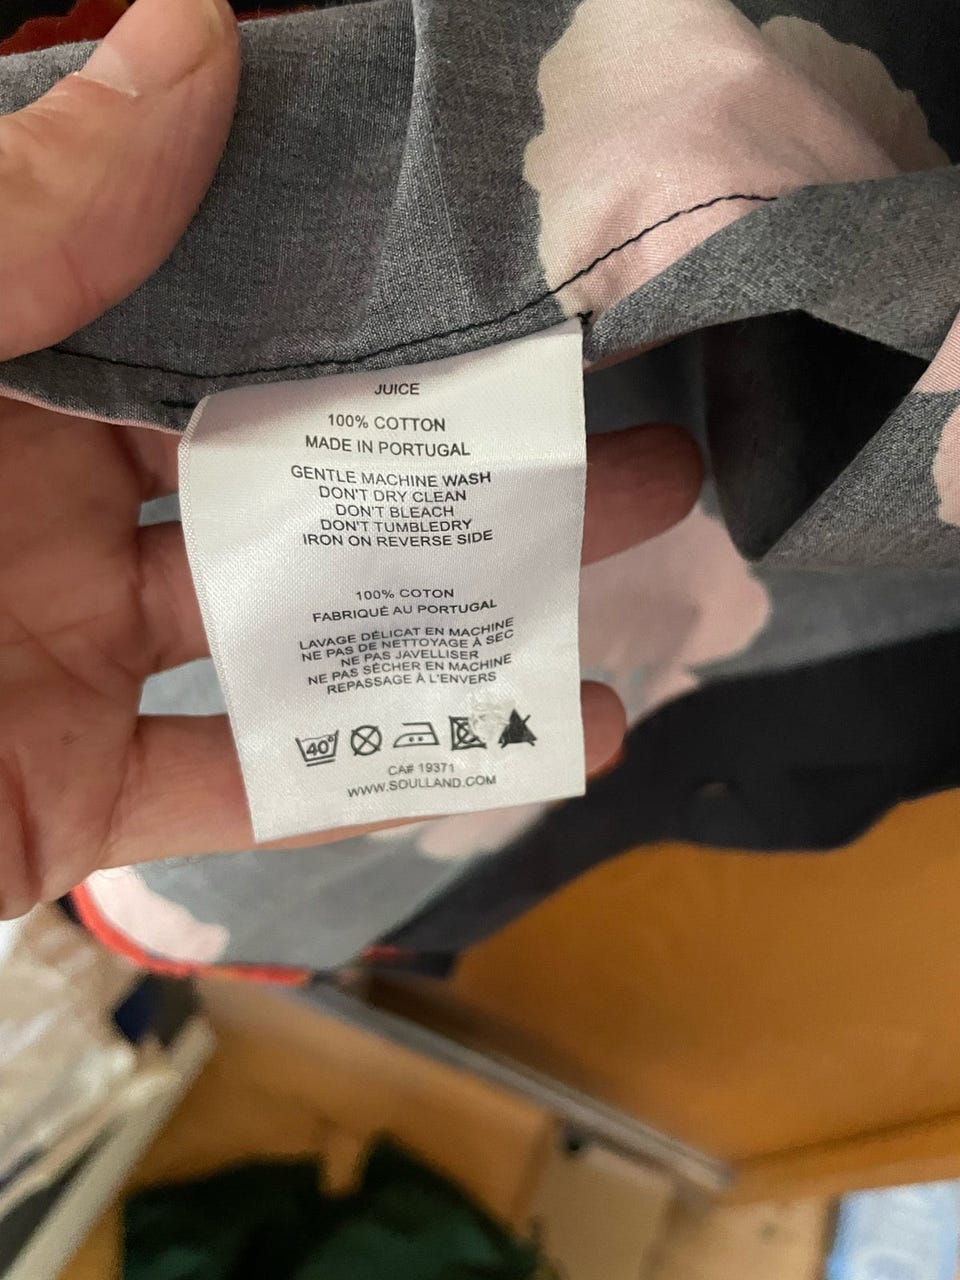 JUICE
100% COTTON
MADE IN PORTUGAL
GENTLE MACHINE WASH
DON'T DRY CLEAN
DON'T BLEACH
DON'T TUMBLEDRY
IRON ON REVERSE SIDE
100% COTON
FABRIQUÉ AU PORTUGAL
LAVAGE DÉLICAT EN MACHINE
NE PAS DE NETTOYAGE À SEC
NE PAS JAVELLISER
NE PAS SÉCHER EN MACHINE
REPASSAGE À L'ENVERS
40°
CA# 19371
WWW.SOULLAND.COM